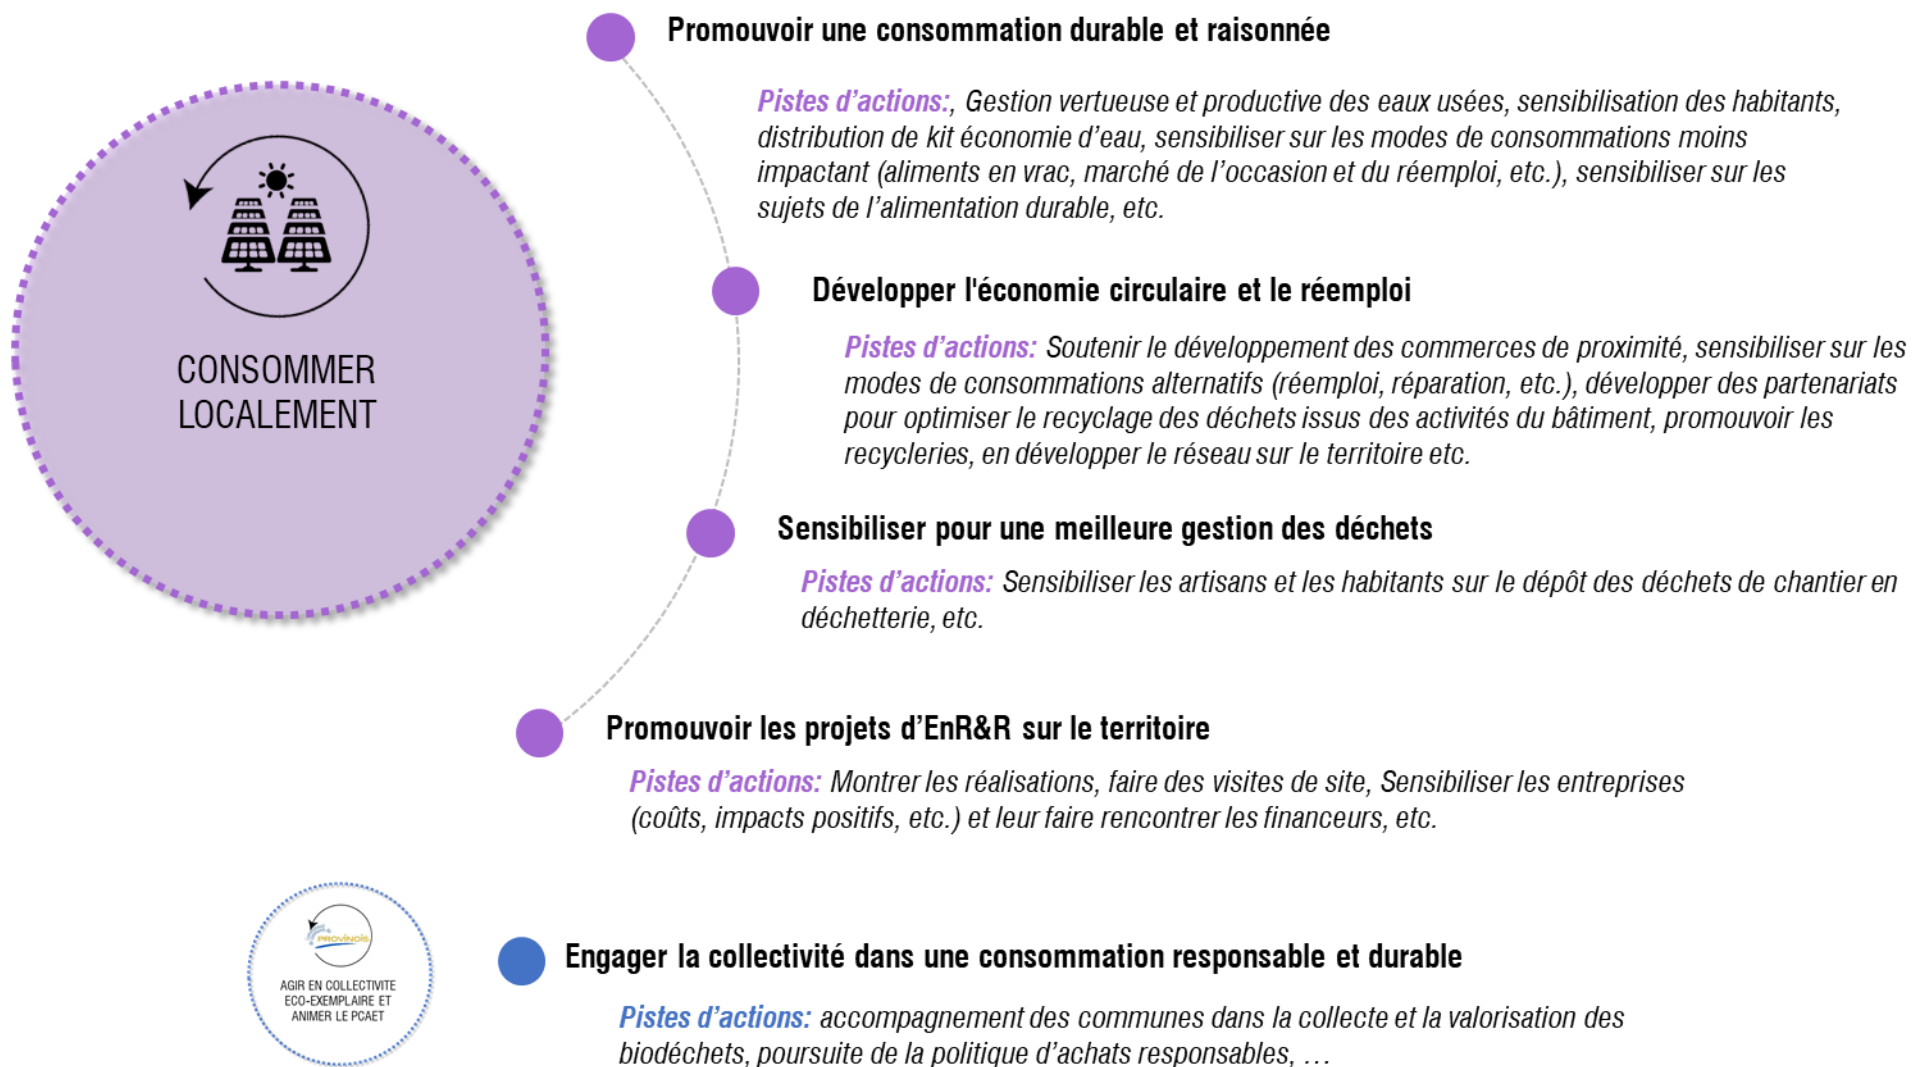 Promouvoir une consommation durable et raisonnée
Pistes d’actions:, Gestion vertueuse et productive des eaux usées, sensibilisation des habitants,
distribution de kit économie d’eau, sensibiliser sur les modes de consommations moins
impactant (aliments en vrac, marché de l’occasion et du réemploi, etc.), sensibiliser sur les
sujets de l’alimentation durable, etc.
CONSOMMER
LOCALEMENT
Développer l'économie circulaire et le réemploi
Pistes d’actions: Soutenir le développement des commerces de proximité, sensibiliser sur les
modes de consommations alternatifs (réemploi, réparation, etc.), développer des partenariats
pour optimiser le recyclage des déchets issus des activités du bâtiment, promouvoir les
recycleries, en développer le réseau sur le territoire etc.
Sensibiliser pour une meilleure gestion des déchets
Pistes d’actions: Sensibiliser les artisans et les habitants sur le dépôt des déchets de chantier en
déchetterie, etc.
Promouvoir les projets d’EnR&R sur le territoire
Pistes d’actions: Montrer les réalisations, faire des visites de site, Sensibiliser les entreprises
(coûts, impacts positifs, etc.) et leur faire rencontrer les financeurs, etc.
PROVINOIS
AGIR EN COLLECTIVITE
ECO-EXEMPLAIRE ET
ANIMER LE PCAET
Engager la collectivité dans une consommation responsable et durable
Pistes d’actions: accompagnement des communes dans la collecte et la valorisation des
biodéchets, poursuite de la politique d’achats responsables, …